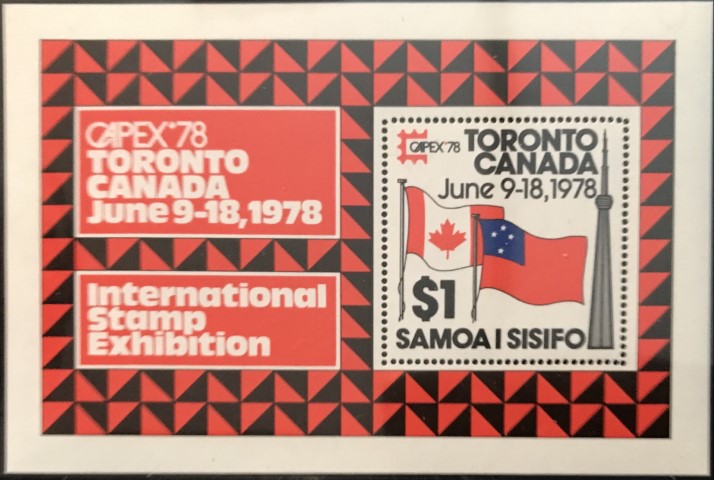 CAPEX'78
TORONTO
CANADA
June 9-18, 1978
International
Stamp
Exhibition
CAPEX'78
TORONTO
CANADA
June 9-18, 1978
$1
SAMOA I SISIFO